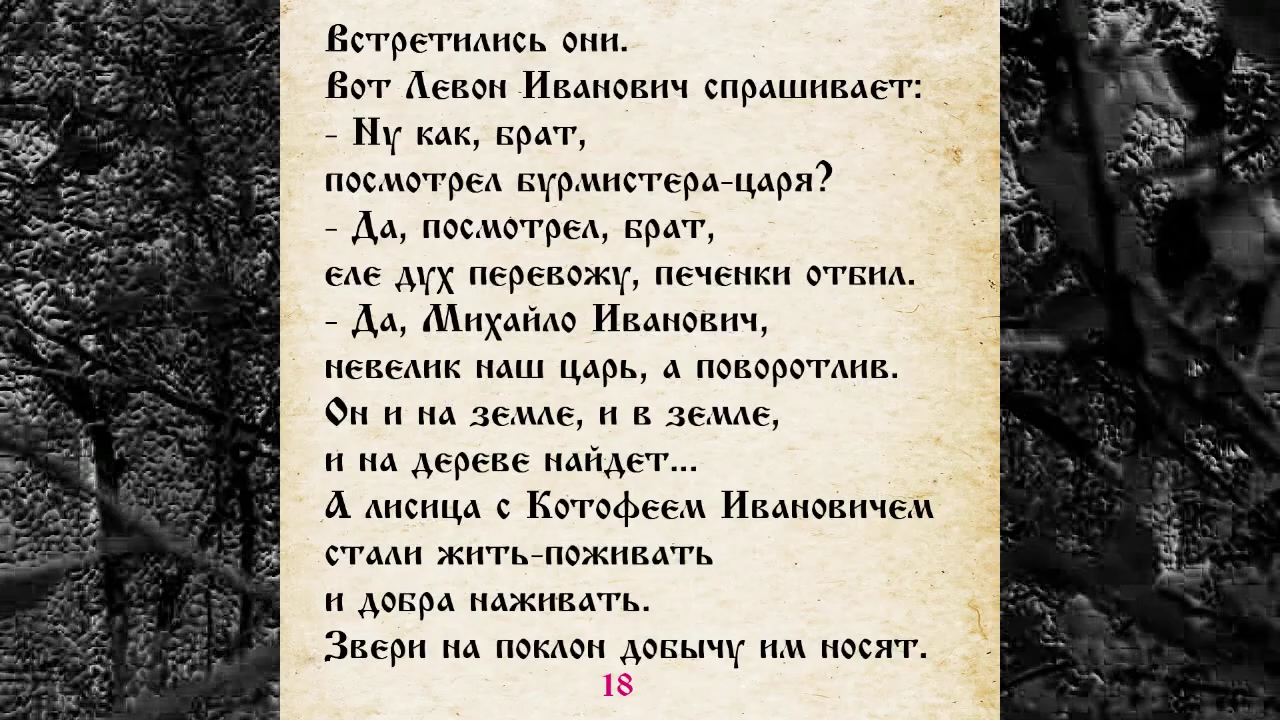 Встретились они.
Вот Левон Иванович спрашивает:
- Ну как, брат,
посмотрел бурмистера-царя?
- Да, посмотрел, брат,
еле дух перевожу, печенки отбил.
- Да, Михайло Иванович,
невелик наш царь, а поворотлив.
Он и на земле, и в земле,
и на дереве найдет...
А лисица с Котофеем Ивановичем
стали жить-поживать
и добра наживать.
Звери на поклон добычу им носят.
18